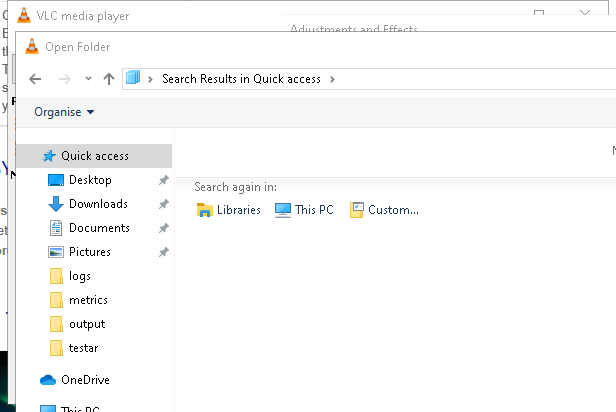 VLC media player
Adjustments and Effects
Open Folder
Search Results in Quick access
Organise
Quick access
Search again in:
Desktop
Downloads
Libraries
This PC
Custom...
Documents
Pictures
logs
metrics
output
testar
OneDrive
This PC